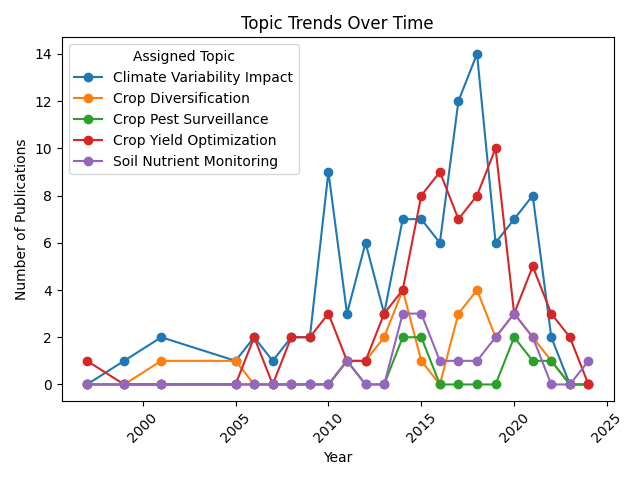 Topic Trends Over Time
Number of Publications
14
12
10
8
6
4
2
0
Assigned Topic
Climate Variability Impact
Crop Diversification
Crop Pest Surveillance
Crop Yield Optimization
Soil Nutrient Monitoring
2000
2005
2010
2015
2020
2025
Year